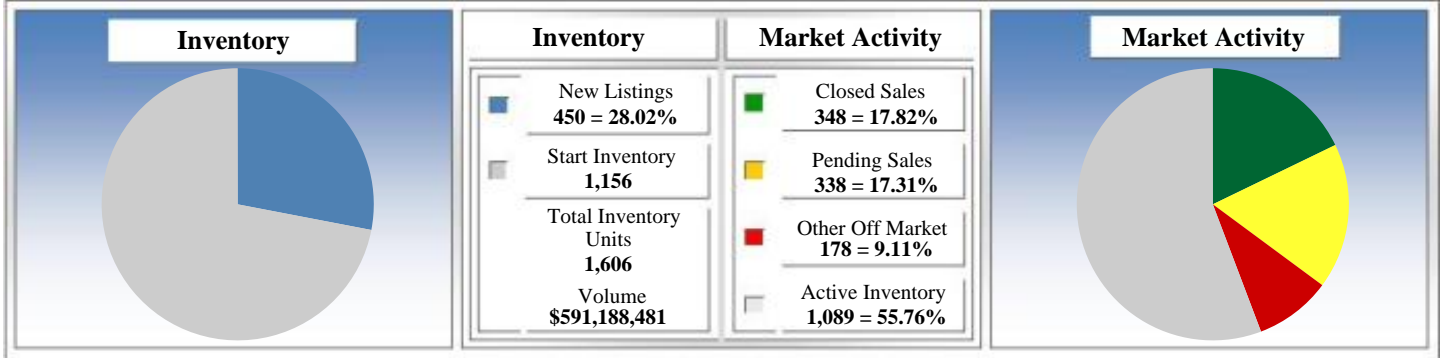 Inventory
Inventory
Market Activity
New Listings
450 = 28.02%
Start Inventory
1,156
Total Inventory
Units
1,606
Volume
$591,188,481
Closed Sales
348 = 17.82%
Pending Sales
338 = 17.31%
Other Off Market
178 = 9.11%
Active Inventory
1,089 = 55.76%
Market Activity